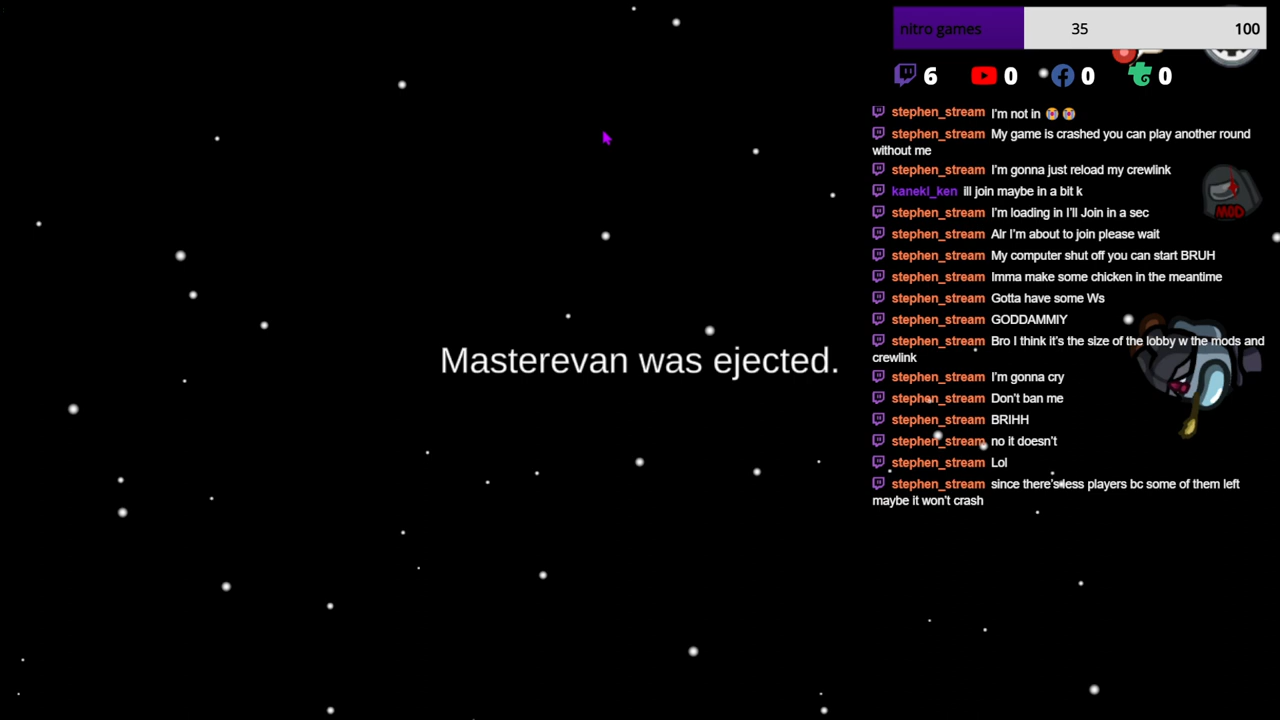 nitro games 35 100
6 0 0 0
stephen_stream I'm not in 😭 😭
stephen_stream My game is crashed you can play another round
without me
stephen_stream I'm gonna just reload my crewlink
kanekI_ken ill join maybe in a bit k
MOD
stephen_stream I'm loading in I'll Join in a sec
stephen_stream Alr I'm about to join please wait
stephen_stream My computer shut off you can start BRUH
stephen_stream Imma make some chicken in the meantime
stephen_stream Gotta have some Ws
stephen_stream GODDAMMIY
stephen_stream Bro I think it's the size of the lobby w the mods and
crewlink
Masterevan was ejected.
stephen_stream I'm gonna cry
stephen_stream Don't ban me
stephen_stream BRIHH
stephen_stream no it doesn't
stephen_stream Lol
stephen_stream since there's less players bc some of them left
maybe it won't crash